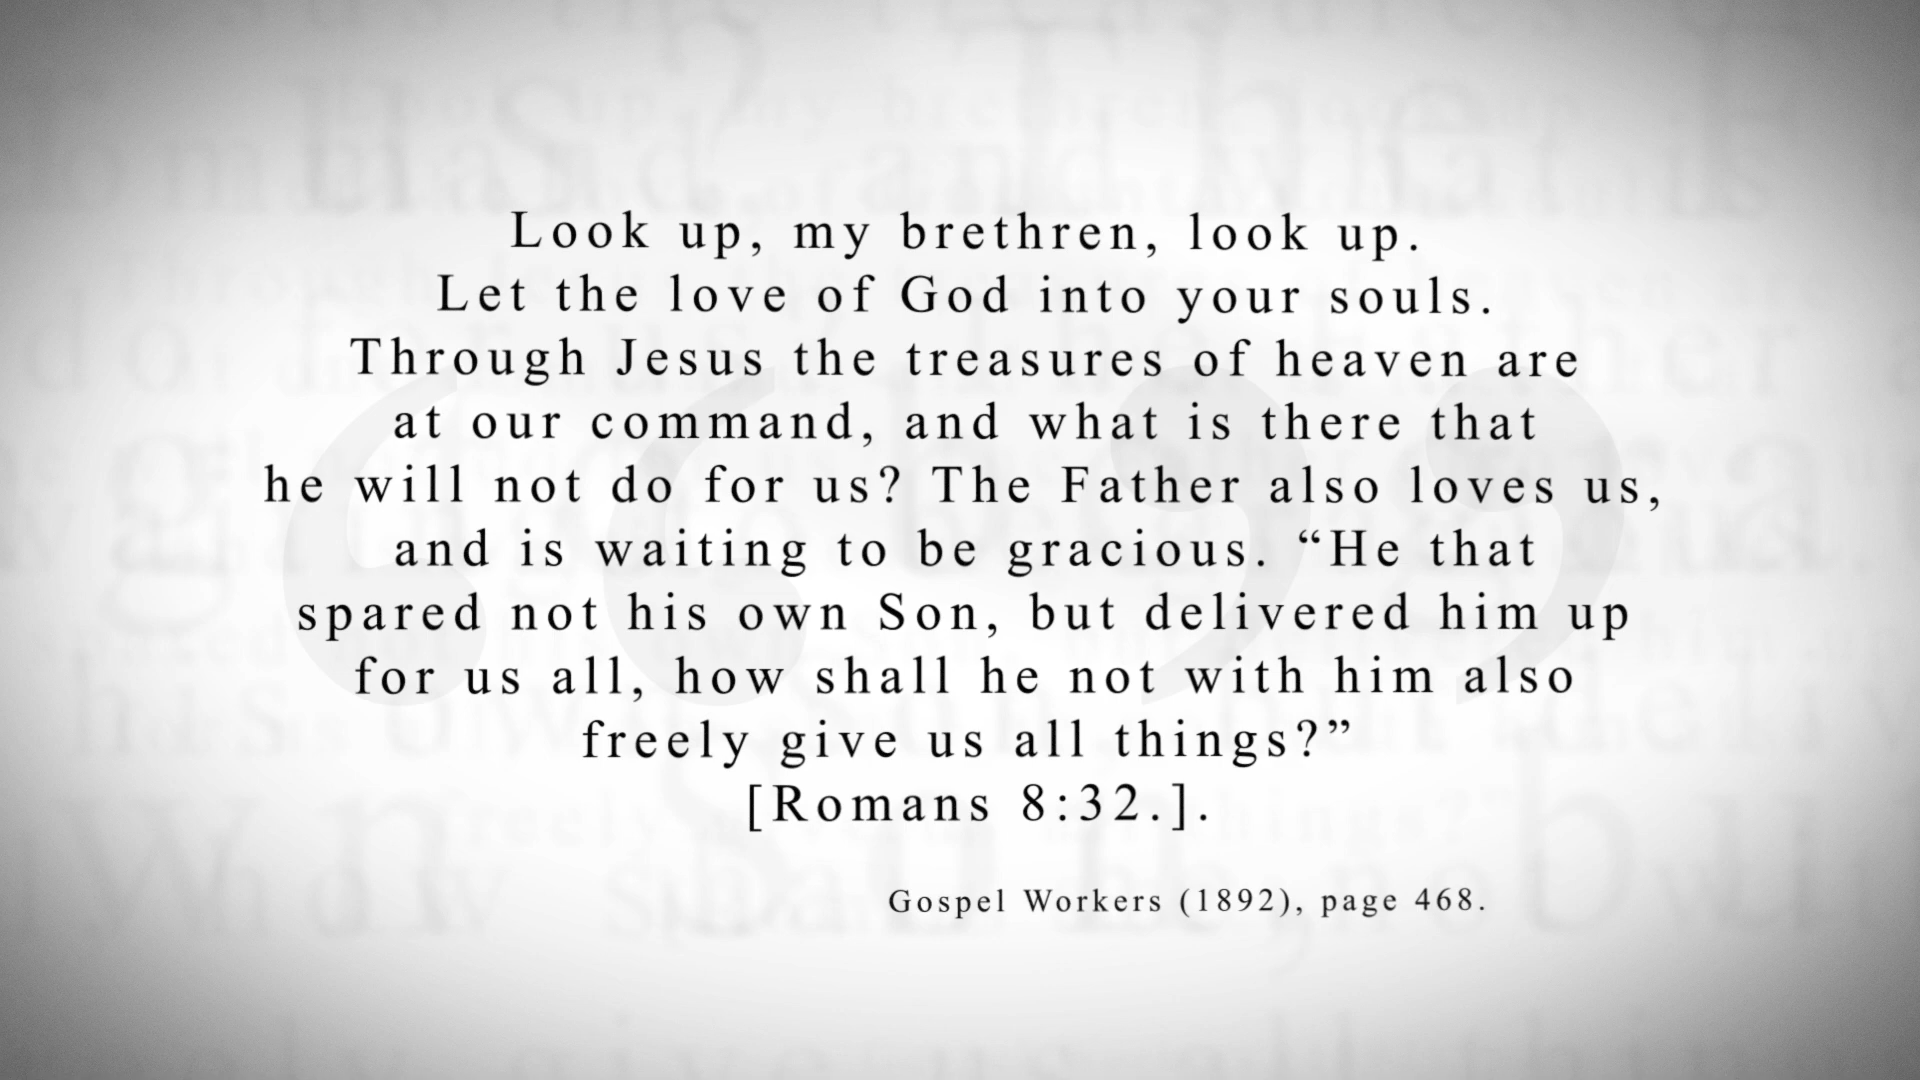 Look up, my brethren, look up.
Let the love of God into your souls.
Through Jesus the treasures of heaven are
at our command, and what is there that
he will not do for us? The Father also loves us,
and is waiting to be gracious. “He that
spared not his own Son, but delivered him up
for us all, how shall he not with him also
freely give us all things?”
[Romans 8:32.].
Gospel Workers (1892), page 468.